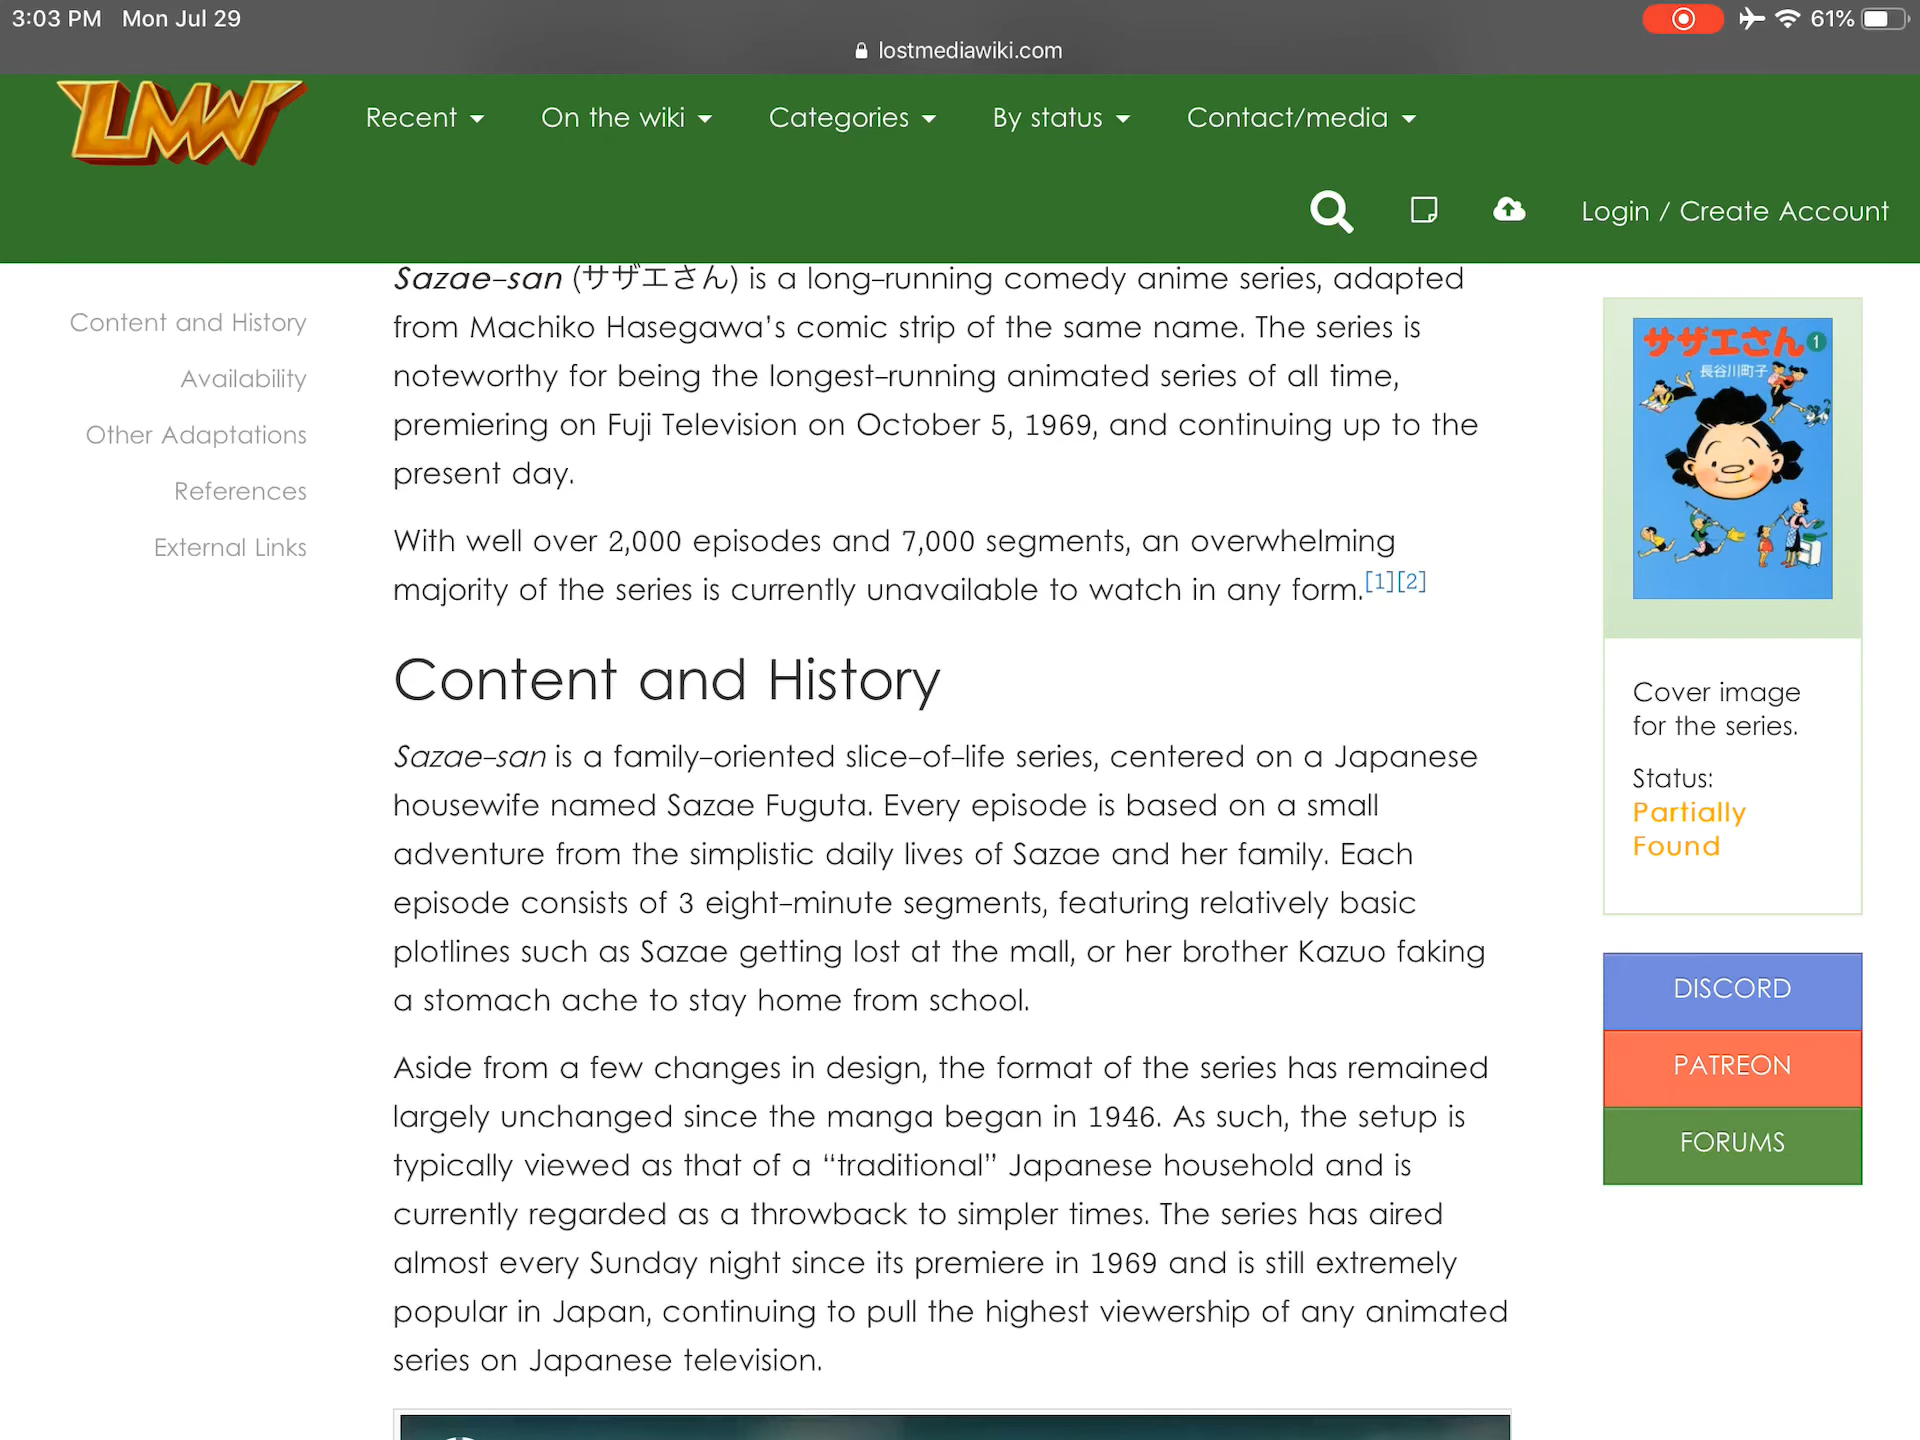 3:03 PM Mon Jul 29
61%
lostmediawiki.com
LMW
Recent
On the wiki
Categories
By status
Contact/media
Login / Create Account
Content and History
Availability
Other Adaptations
References
External Links
Sazae-san (サザエさん) is a long-running comedy anime series, adapted
from Machiko Hasegawa's comic strip of the same name. The series is
noteworthy for being the longest-running animated series of all time,
premiering on Fuji Television on October 5, 1969, and continuing up to the
present day.
With well over 2,000 episodes and 7,000 segments, an overwhelming
majority of the series is currently unavailable to watch in any form.[1][2]
Content and History
Sazae-san is a family-oriented slice-of-life series, centered on a Japanese
housewife named Sazae Fuguta. Every episode is based on a small
adventure from the simplistic daily lives of Sazae and her family. Each
episode consists of 3 eight-minute segments, featuring relatively basic
plotlines such as Sazae getting lost at the mall, or her brother Kazuo faking
a stomach ache to stay home from school.
Aside from a few changes in design, the format of the series has remained
largely unchanged since the manga began in 1946. As such, the setup is
typically viewed as that of a “traditional” Japanese household and is
currently regarded as a throwback to simpler times. The series has aired
almost every Sunday night since its premiere in 1969 and is still extremely
popular in Japan, continuing to pull the highest viewership of any animated
series on Japanese television.
サザエさん 1
長谷川町子
Cover image
for the series.
Status:
Partially
Found
DISCORD
PATREON
FORUMS